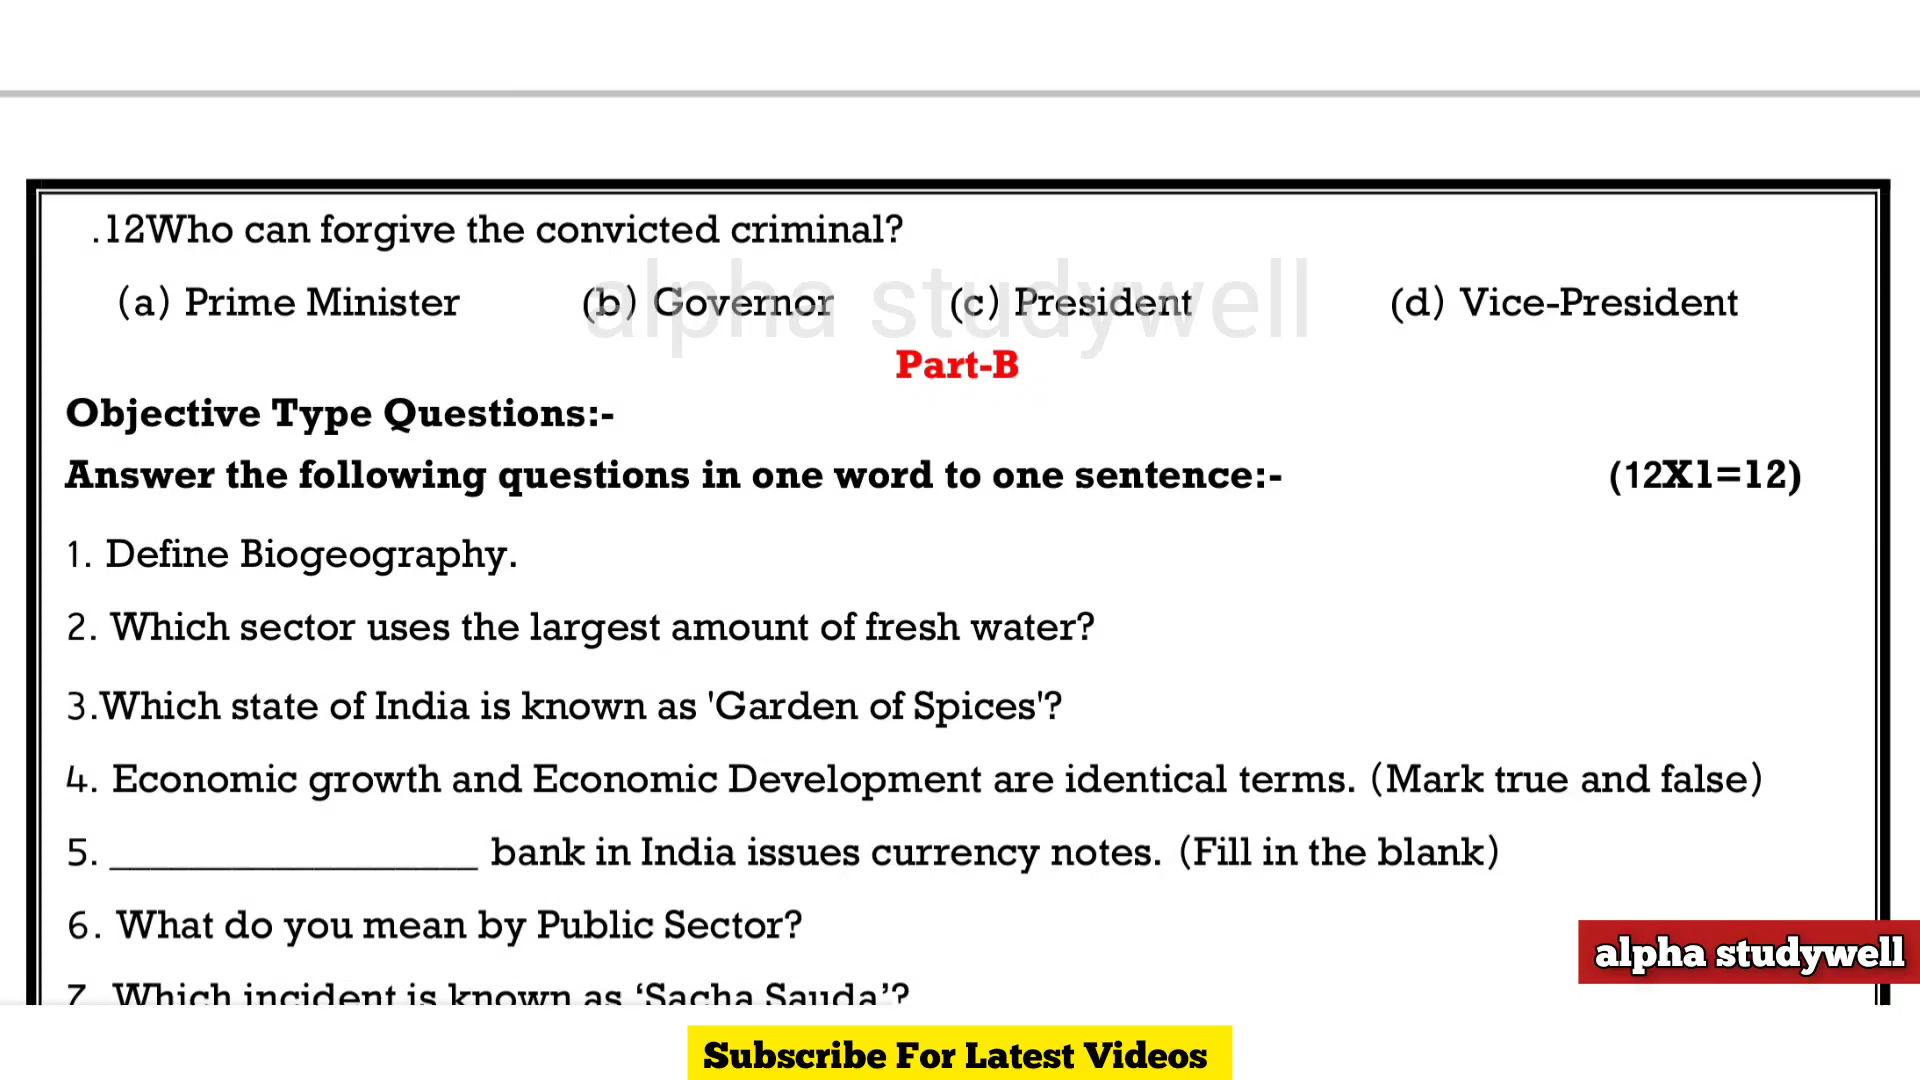 .12Who can forgive the convicted criminal?
(a) Prime Minister (b) Governor (c) President (d) Vice-President
alpha studywell
Part-B
Objective Type Questions:-
Answer the following questions in one word to one sentence:- (12X1=12)
1. Define Biogeography.
2. Which sector uses the largest amount of fresh water?
3.Which state of India is known as 'Garden of Spices'?
4. Economic growth and Economic Development are identical terms. (Mark true and false)
5. __________________ bank in India issues currency notes. (Fill in the blank)
6. What do you mean by Public Sector?
alpha studywell
7. Which incident is known as ‘Sacha Sauda’?
Subscribe For Latest Videos